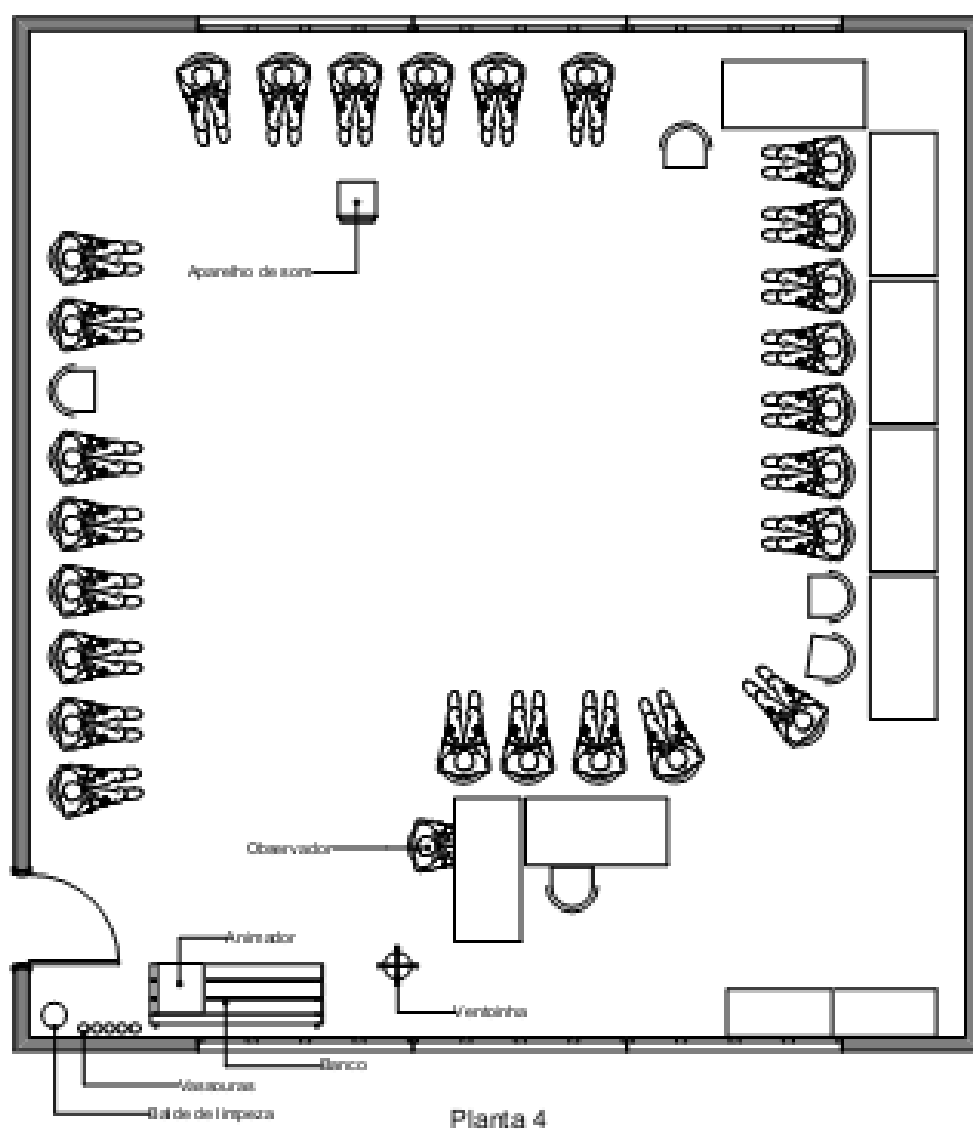 Aparelho de som
Observador
Animador
Ventoinha
Banco
Vassouras
Balde de limpeza
Planta 4